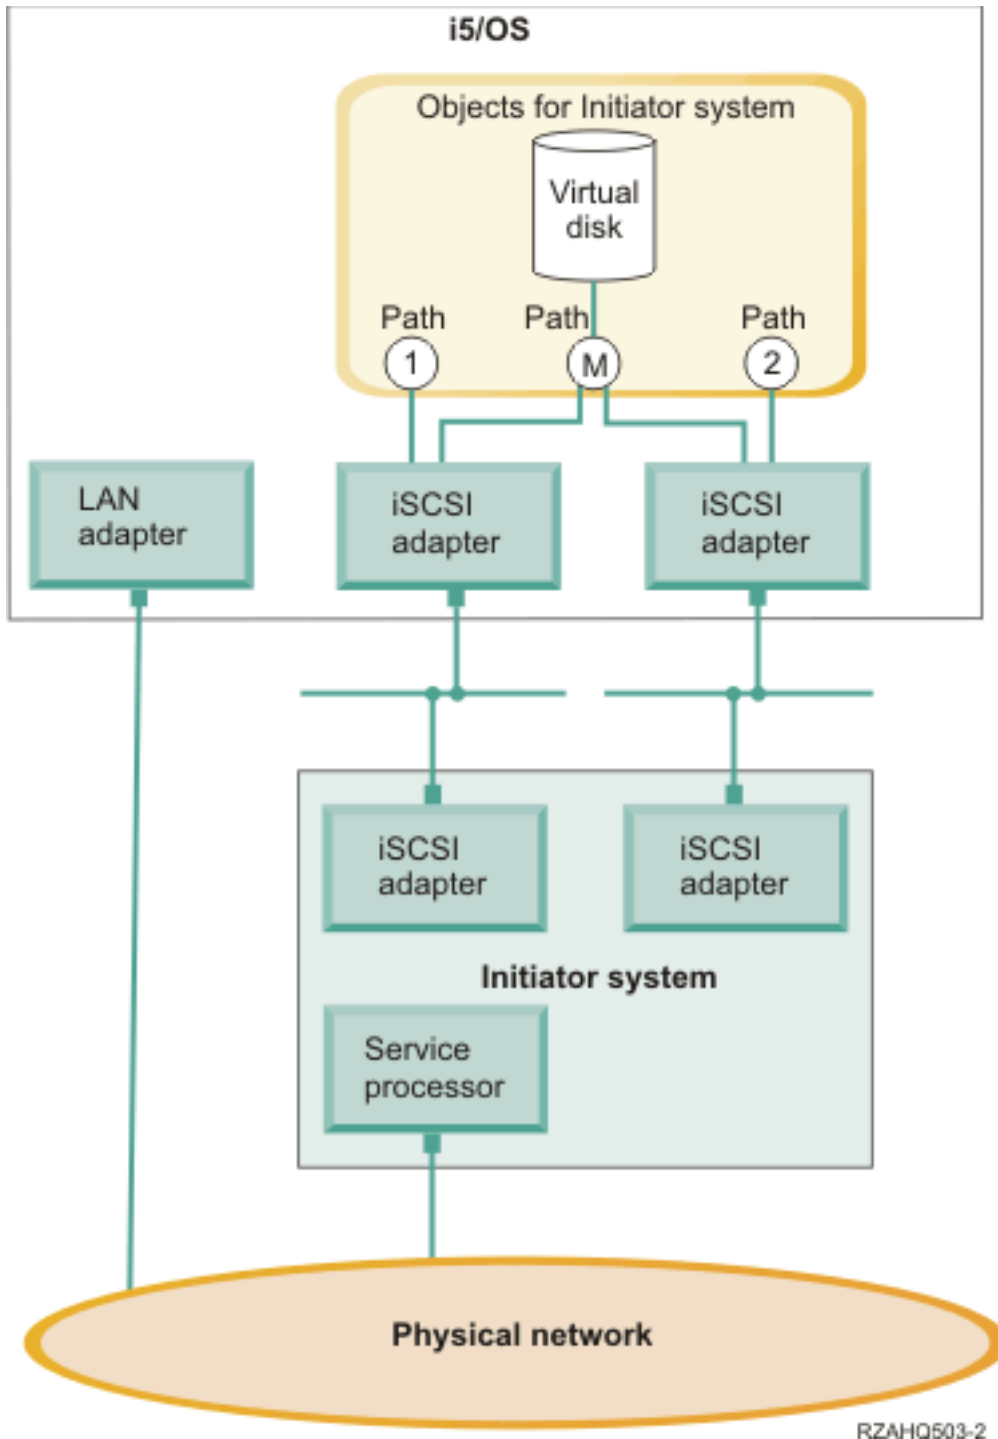 i5/OS
Objects for Initiator system
Virtual
disk
Path
Path
Path
1
M
2
LAN
adapter
iSCSI
adapter
iSCSI
adapter
iSCSI
adapter
iSCSI
adapter
Initiator system
Service
processor
Physical network
RZAHQ503-2